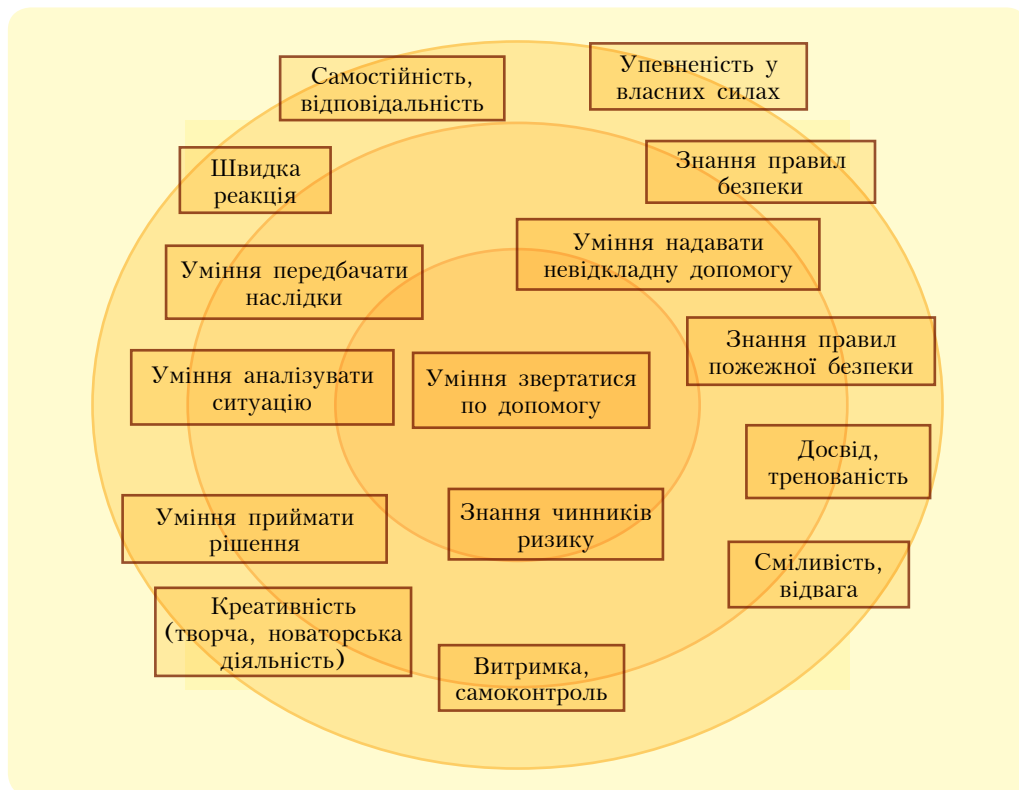 Самостійність,
відповідальність
Упевненість у
власних силах
Швидка
реакція
Знання правил
безпеки
Уміння надавати
невідкладну допомогу
Уміння передбачати
наслідки
Знання правил
пожежної безпеки
Уміння аналізувати
ситуацію
Уміння звертатися
по допомогу
Досвід,
тренованість
Уміння приймати
рішення
Знання чинників
ризику
Сміливість,
відвага
Креативність
(творча, новаторська
діяльність)
Витримка,
самоконтроль